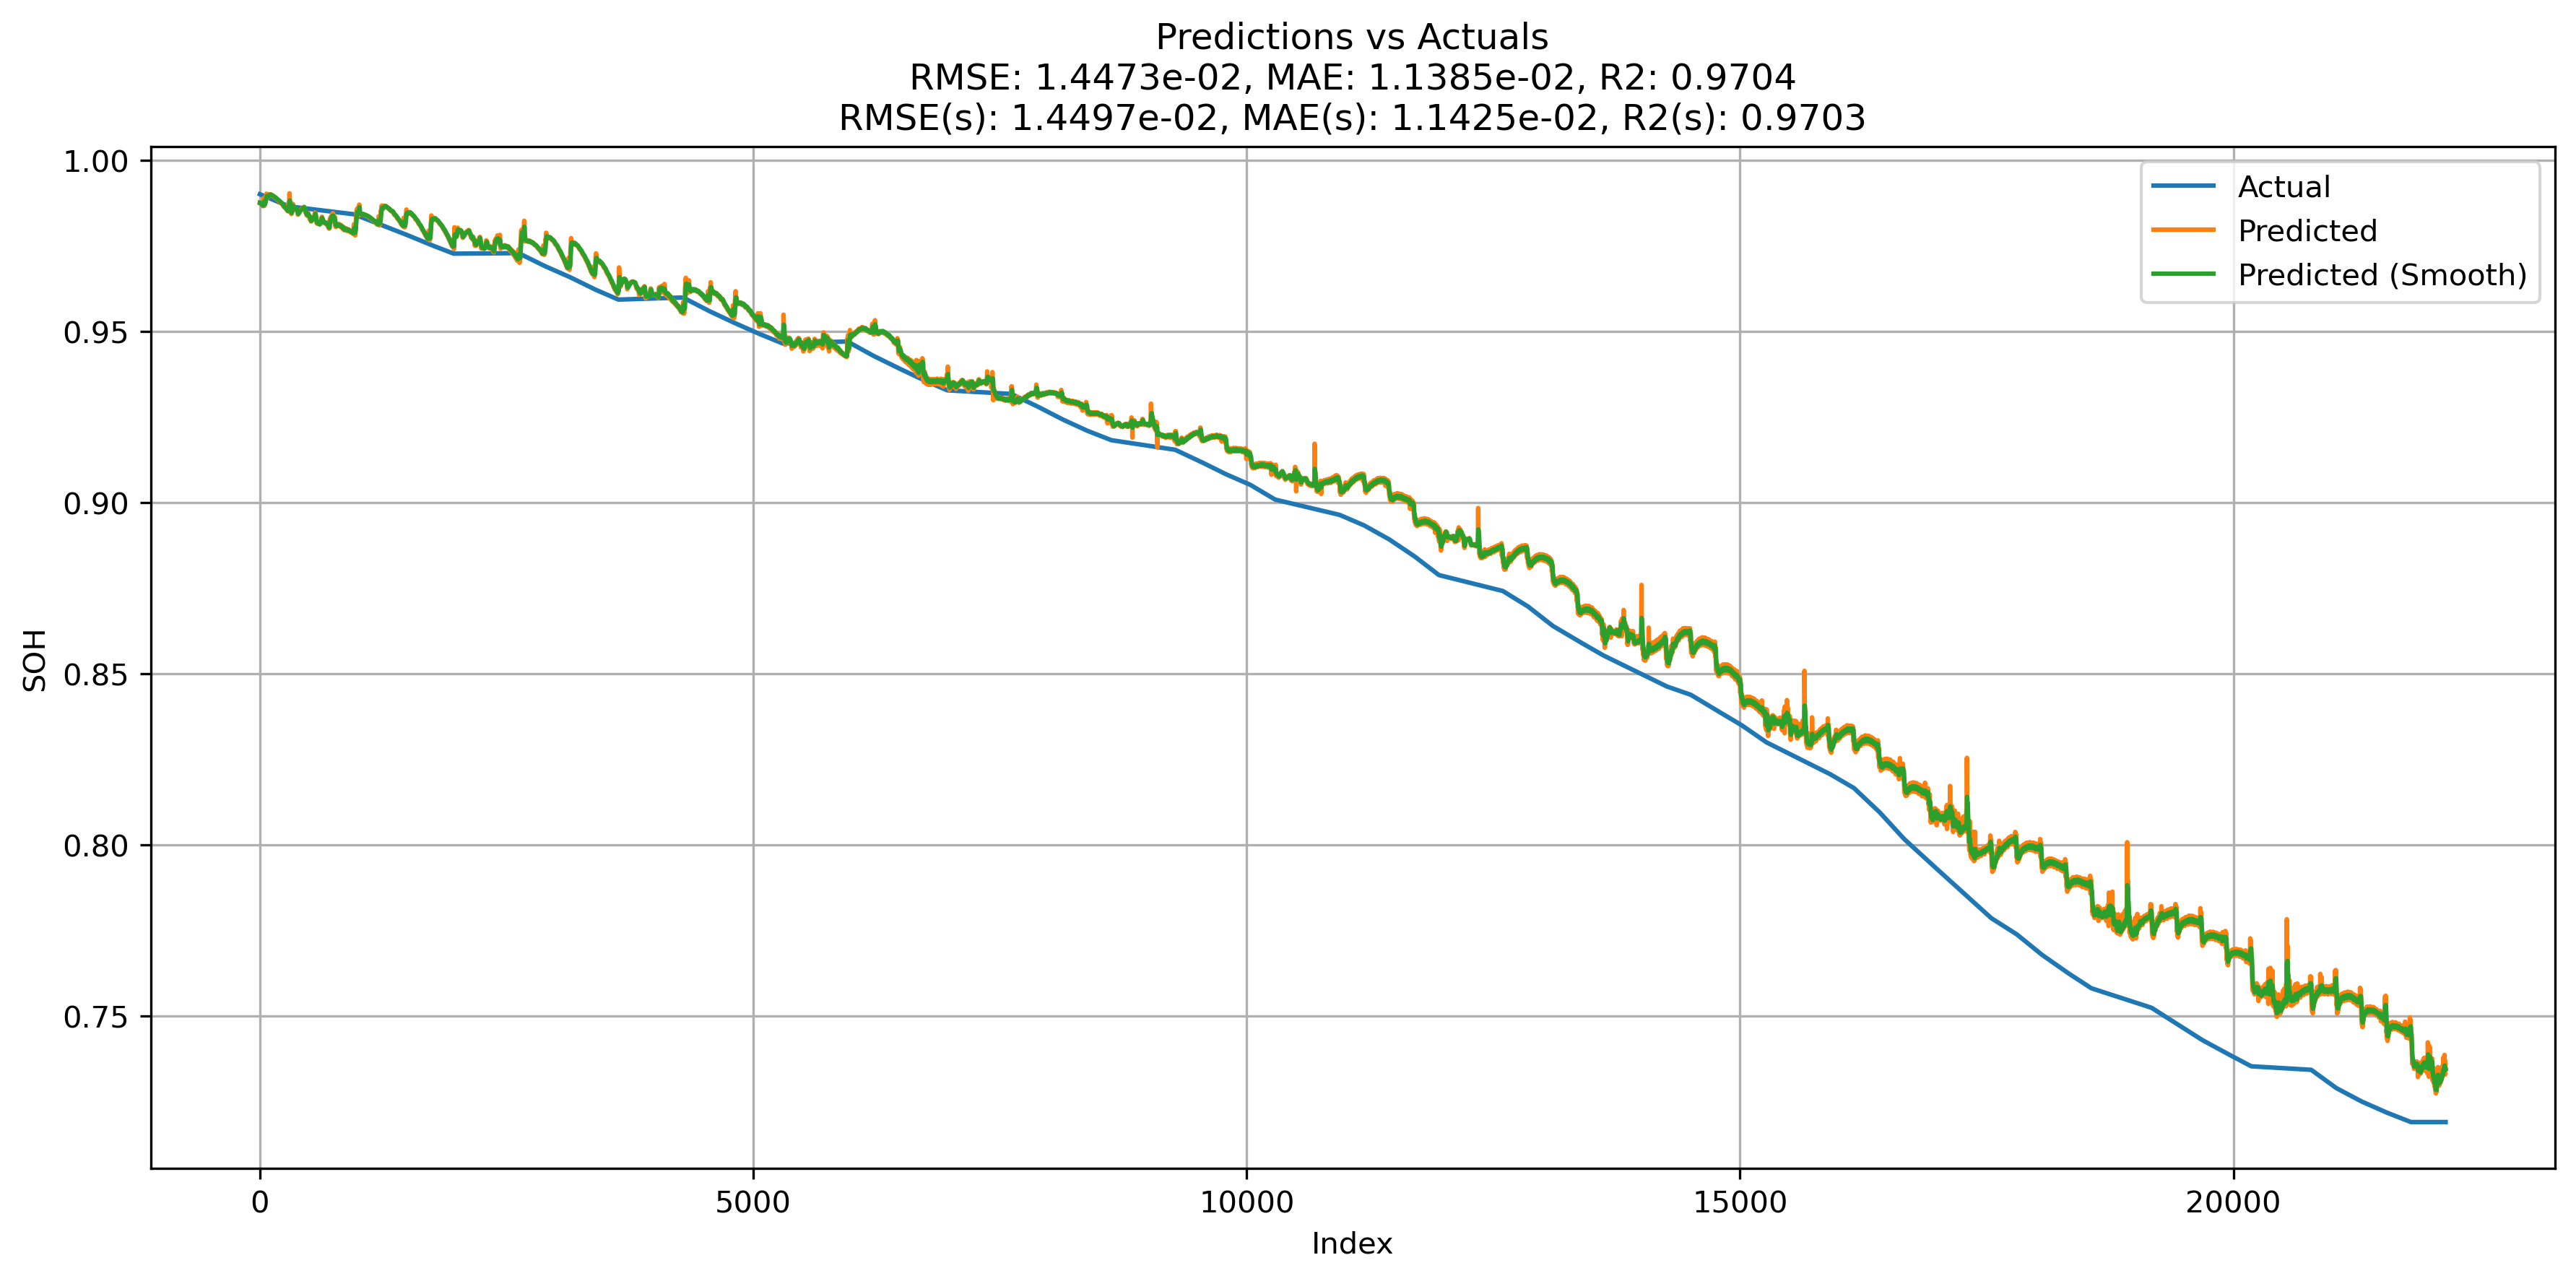 Predictions vs Actuals
RMSE: 1.4473e-02, MAE: 1.1385e-02, R2: 0.9704
RMSE(s): 1.4497e-02, MAE(s): 1.1425e-02, R2(s): 0.9703
Actual
Predicted
Predicted (Smooth)
SOH
1.00
0.95
0.90
0.85
0.80
0.75
0 5000 10000 15000 20000
Index